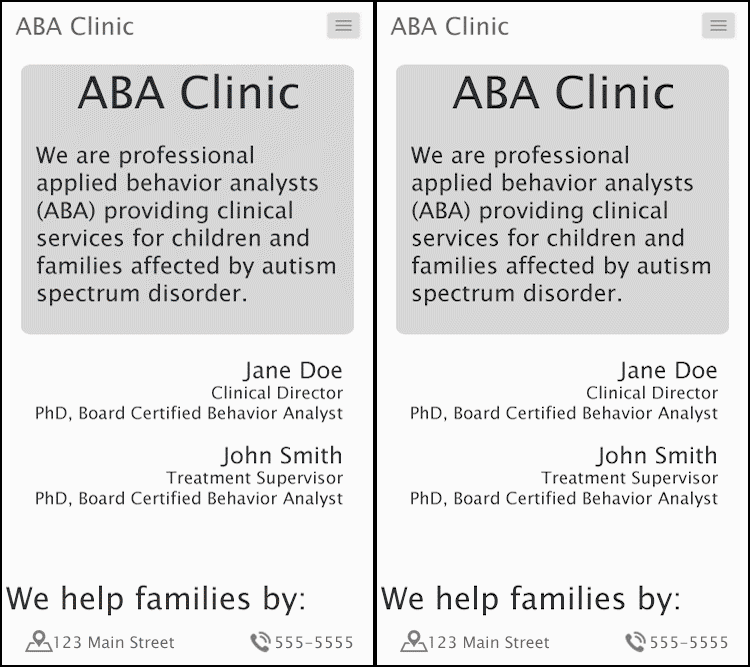 ABA Clinic
ABA Clinic
We are professional
applied behavior analysts
(ABA) providing clinical
services for children and
families affected by autism
spectrum disorder.
Jane Doe
Clinical Director
PhD, Board Certified Behavior Analyst
John Smith
Treatment Supervisor
PhD, Board Certified Behavior Analyst
We help families by:
123 Main Street
555-5555
ABA Clinic
ABA Clinic
We are professional
applied behavior analysts
(ABA) providing clinical
services for children and
families affected by autism
spectrum disorder.
Jane Doe
Clinical Director
PhD, Board Certified Behavior Analyst
John Smith
Treatment Supervisor
PhD, Board Certified Behavior Analyst
We help families by:
123 Main Street
555-5555